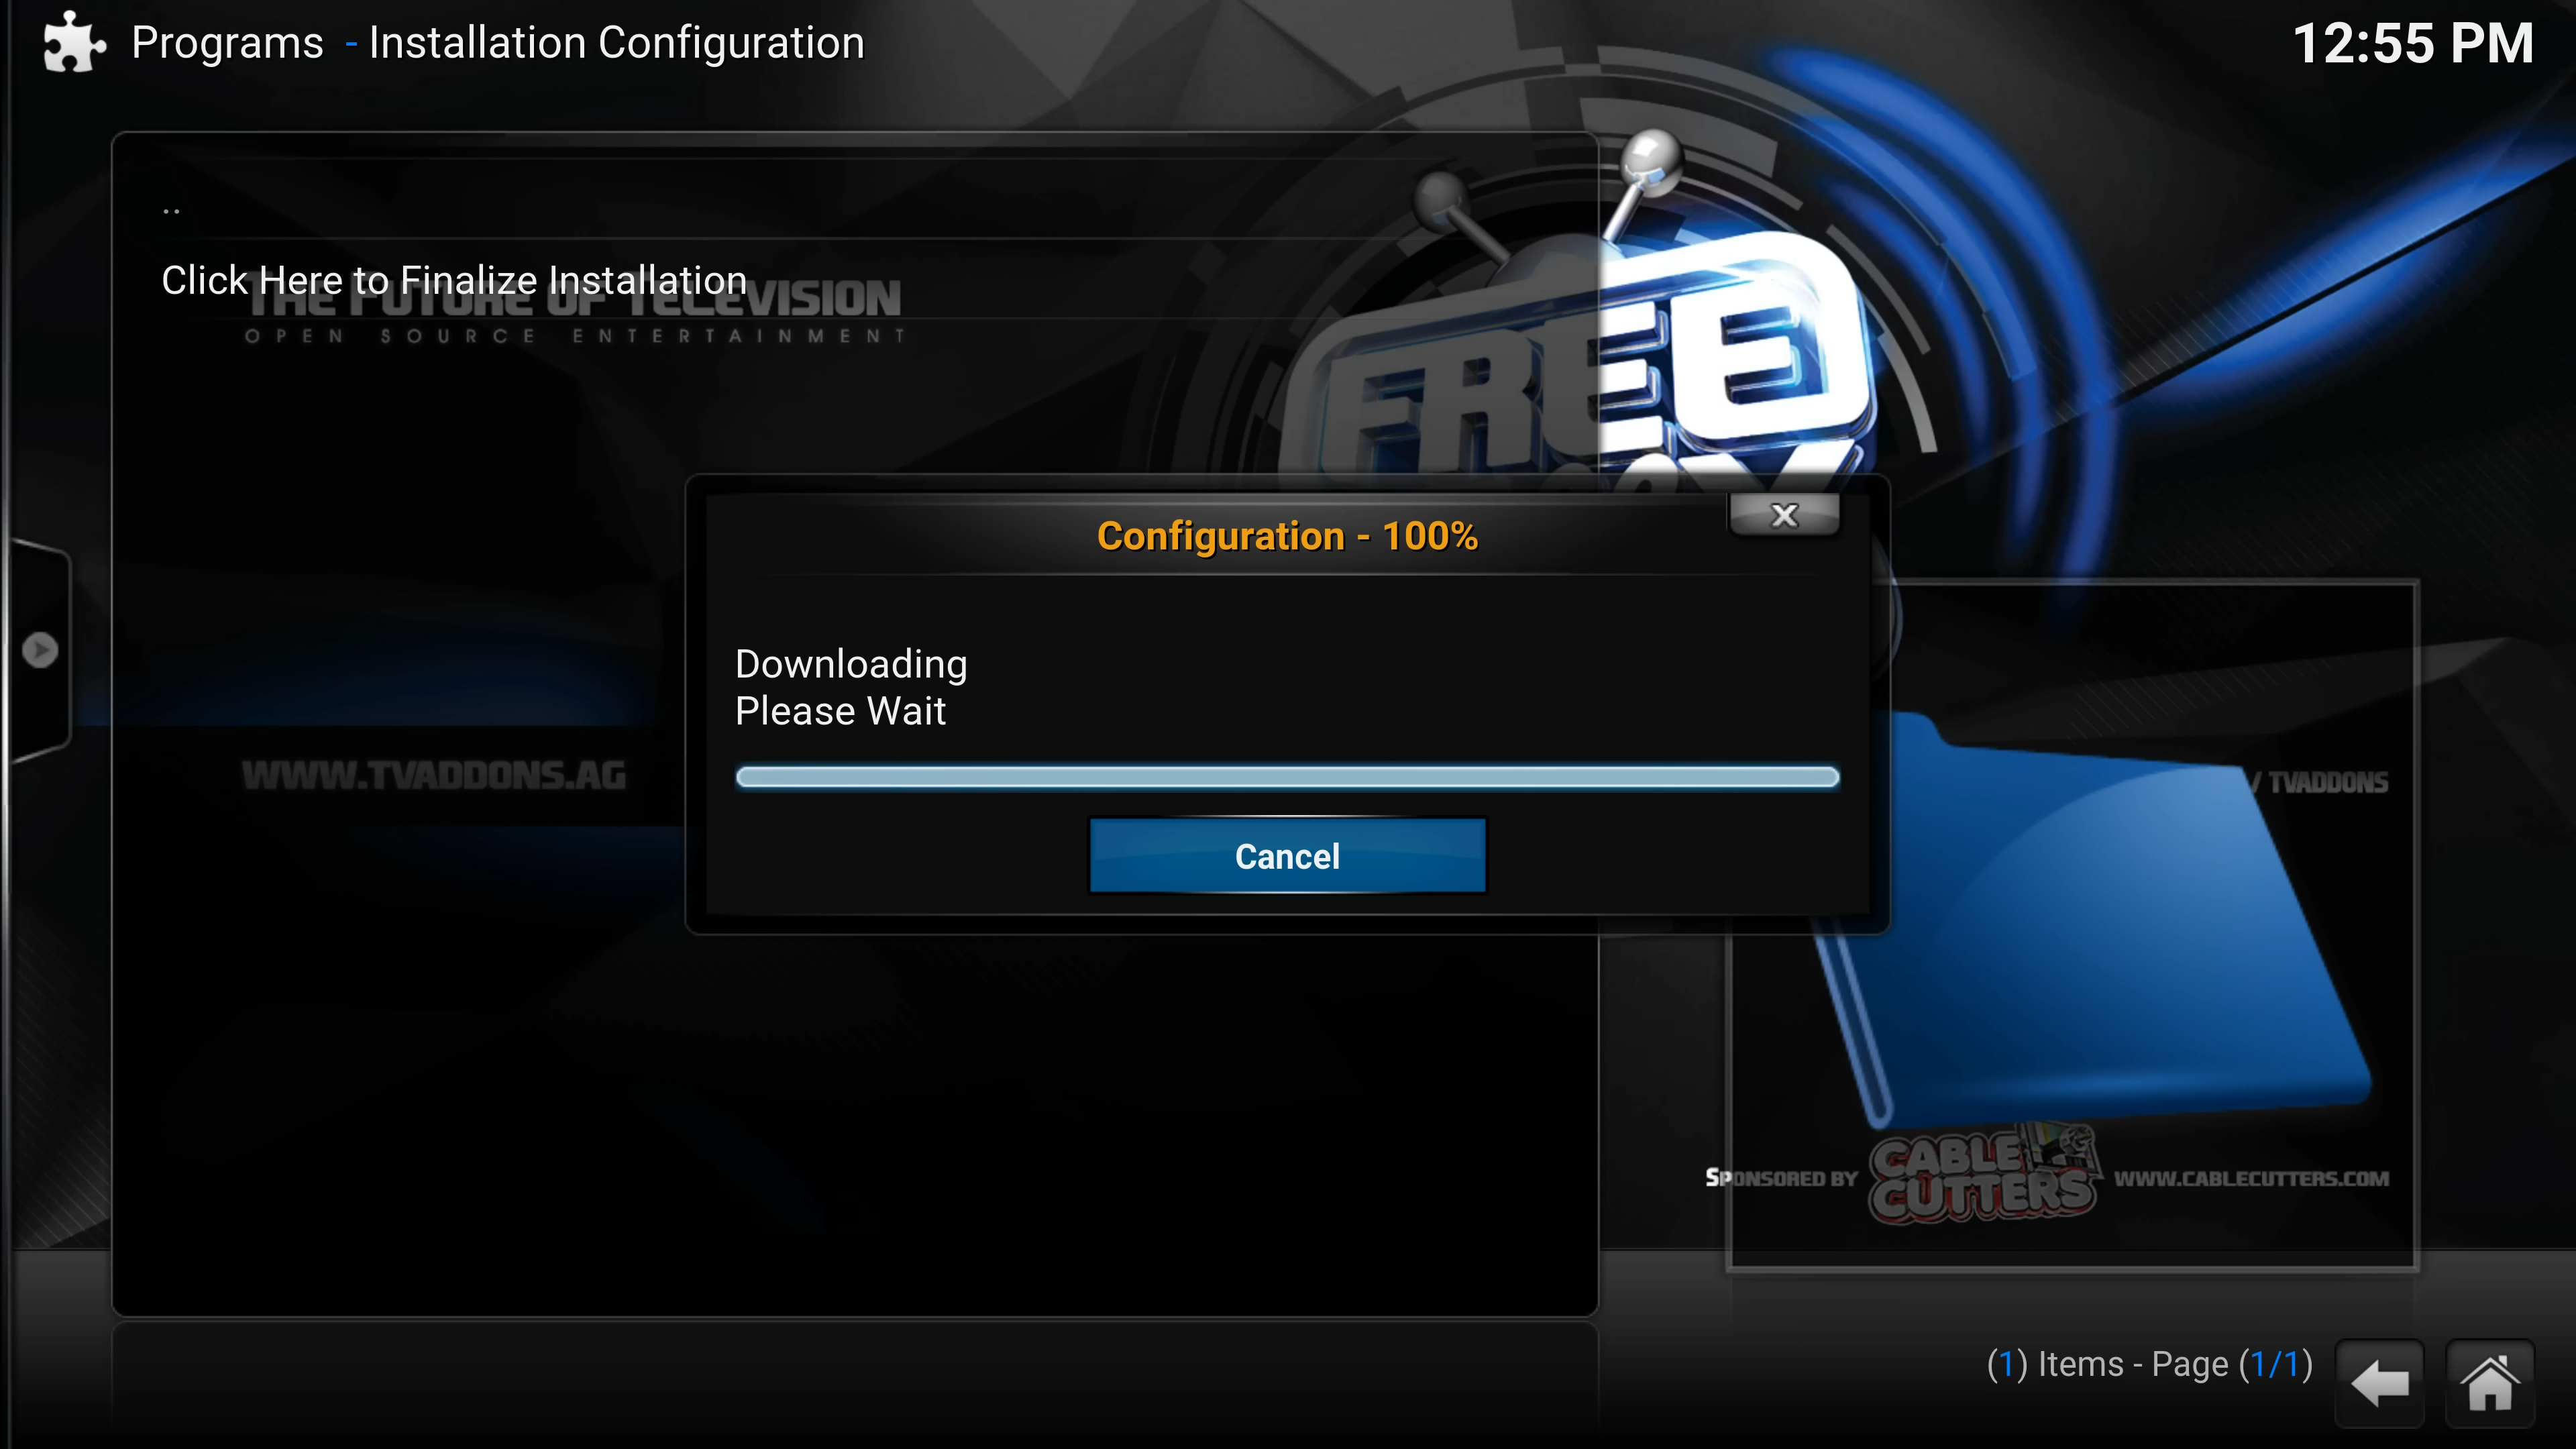 Programs - Installation Configuration
12:55 PM
..
Click Here to Finalize Installation
THE FUTURE OF TELEVISION
OPEN SOURCE ENTERTAINMENT
FREE
Configuration - 100%
Downloading
Please Wait
WWW.TVADDONS.AG
/ TVADDONS
Cancel
SPONSORED BY
CABLE
CUTTERS
WWW.CABLECUTTERS.COM
(1) Items - Page (1/1)